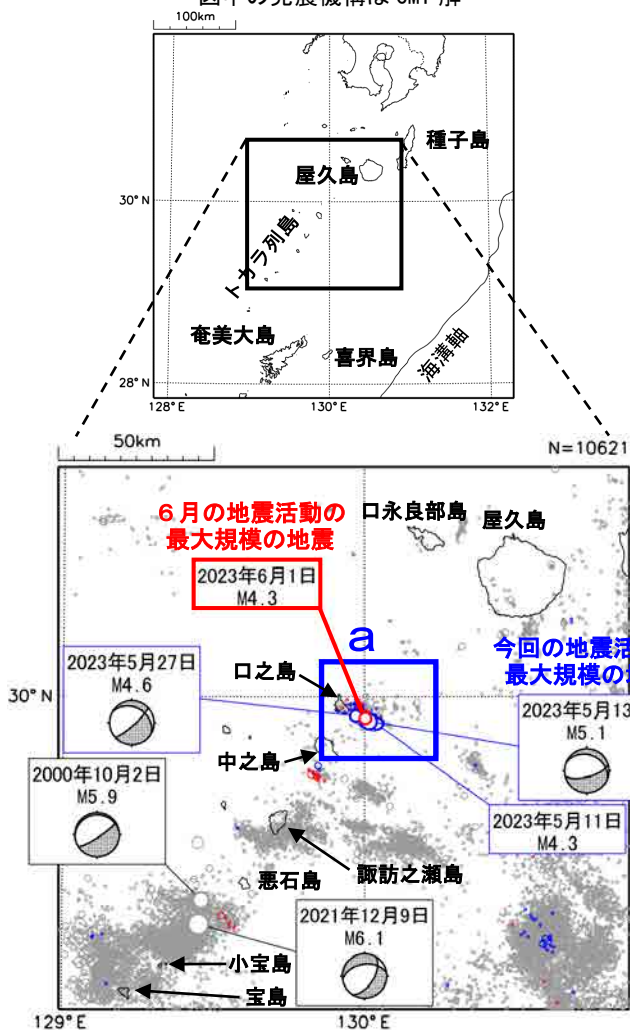 図中の発震機構は CMT 解
100km
種子島
屋久島
30°N
トカラ列島
奄美大島
喜界島
海溝軸
28°N
128°E
130°E
132°E
50km
N=10621
6月の地震活動の
最大規模の地震
口永良部島
屋久島
2023年6月1日
M4.3
a
今回の地震活
最大規模の
2023年5月27日
M4.6
口之島
30°N
2023年5月13
M5.1
中之島
2000年10月2日
M5.9
2023年5月11日
M4.3
諏訪之瀬島
悪石島
2021年12月9日
M6.1
小宝島
宝島
129°E
130°E